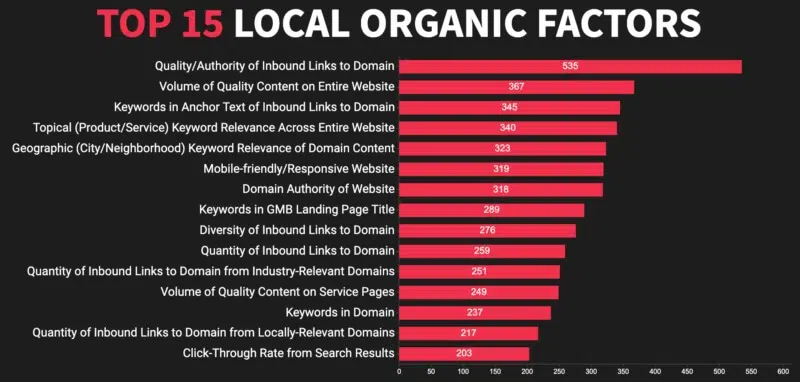 TOP 15 LOCAL ORGANIC FACTORS
Quality/Authority of Inbound Links to Domain 535
Volume of Quality Content on Entire Website 367
Keywords in Anchor Text of Inbound Links to Domain 345
Topical (Product/Service) Keyword Relevance Across Entire Website 340
Geographic (City/Neighborhood) Keyword Relevance of Domain Content 323
Mobile-friendly/Responsive Website 319
Domain Authority of Website 318
Keywords in GMB Landing Page Title 289
Diversity of Inbound Links to Domain 276
Quantity of Inbound Links to Domain 259
Quantity of Inbound Links to Domain from Industry-Relevant Domains 251
Volume of Quality Content on Service Pages 249
Keywords in Domain 237
Quantity of Inbound Links to Domain from Locally-Relevant Domains 217
Click-Through Rate from Search Results 203
0 50 100 150 200 250 300 350 400 450 500 550 600